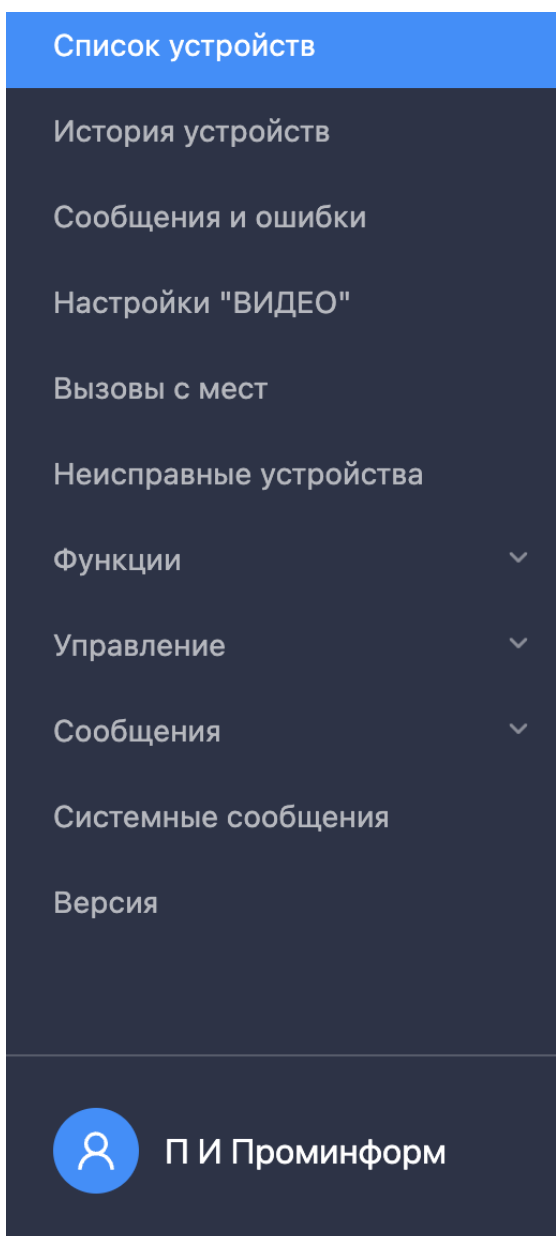 Список устройств
История устройств
Сообщения и ошибки
Настройки "ВИДЕО"
Вызовы с мест
Неисправные устройства
Функции
Управление
Сообщения
Системные сообщения
Версия
П И Проминформ